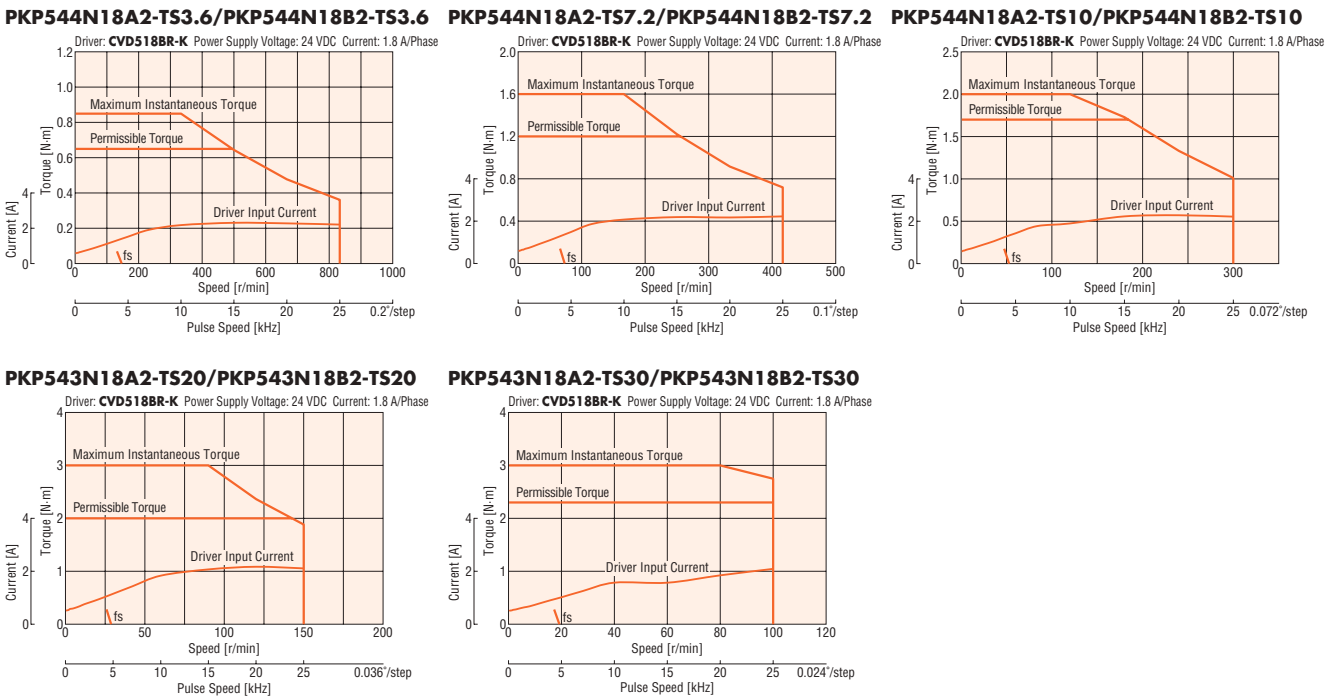 PKP544N18A2-TS3.6/PKP544N18B2-TS3.6
Driver: CVD518BR-K Power Supply Voltage: 24 VDC Current: 1.8 A/Phase
1.2
1.0
0.8
0.6
0.4
0.2
0
Torque [N·m]
4
2
0
Current [A]
Maximum Instantaneous Torque
Permissible Torque
Driver Input Current
fs
0 200 400 600 800 1000
Speed [r/min]
0 5 10 15 20 25 0.2˚/step
Pulse Speed [kHz]
PKP544N18A2-TS7.2/PKP544N18B2-TS7.2
Driver: CVD518BR-K Power Supply Voltage: 24 VDC Current: 1.8 A/Phase
2.0
1.6
1.2
0.8
0.4
0
Torque [N·m]
4
2
0
Current [A]
Maximum Instantaneous Torque
Permissible Torque
Driver Input Current
fs
0 100 200 300 400 500
Speed [r/min]
0 5 10 15 20 25 0.1˚/step
Pulse Speed [kHz]
PKP544N18A2-TS10/PKP544N18B2-TS10
Driver: CVD518BR-K Power Supply Voltage: 24 VDC Current: 1.8 A/Phase
2.5
2.0
1.5
1.0
0.5
0
Torque [N·m]
4
2
0
Current [A]
Maximum Instantaneous Torque
Permissible Torque
Driver Input Current
fs
0 100 200 300
Speed [r/min]
0 5 10 15 20 25 0.072˚/step
Pulse Speed [kHz]
PKP543N18A2-TS20/PKP543N18B2-TS20
Driver: CVD518BR-K Power Supply Voltage: 24 VDC Current: 1.8 A/Phase
4
3
2
1
0
Torque [N·m]
4
2
0
Current [A]
Maximum Instantaneous Torque
Permissible Torque
Driver Input Current
fs
0 50 100 150 200
Speed [r/min]
0 5 10 15 20 25 0.036˚/step
Pulse Speed [kHz]
PKP543N18A2-TS30/PKP543N18B2-TS30
Driver: CVD518BR-K Power Supply Voltage: 24 VDC Current: 1.8 A/Phase
4
3
2
1
0
Torque [N·m]
4
2
0
Current [A]
Maximum Instantaneous Torque
Permissible Torque
Driver Input Current
fs
0 20 40 60 80 100 120
Speed [r/min]
0 5 10 15 20 25 0.024˚/step
Pulse Speed [kHz]